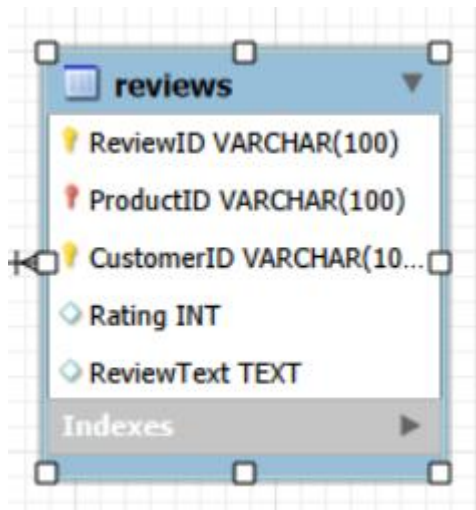 reviews
ReviewID VARCHAR(100)
ProductID VARCHAR(100)
CustomerID VARCHAR(10...
Rating INT
ReviewText TEXT
Indexes